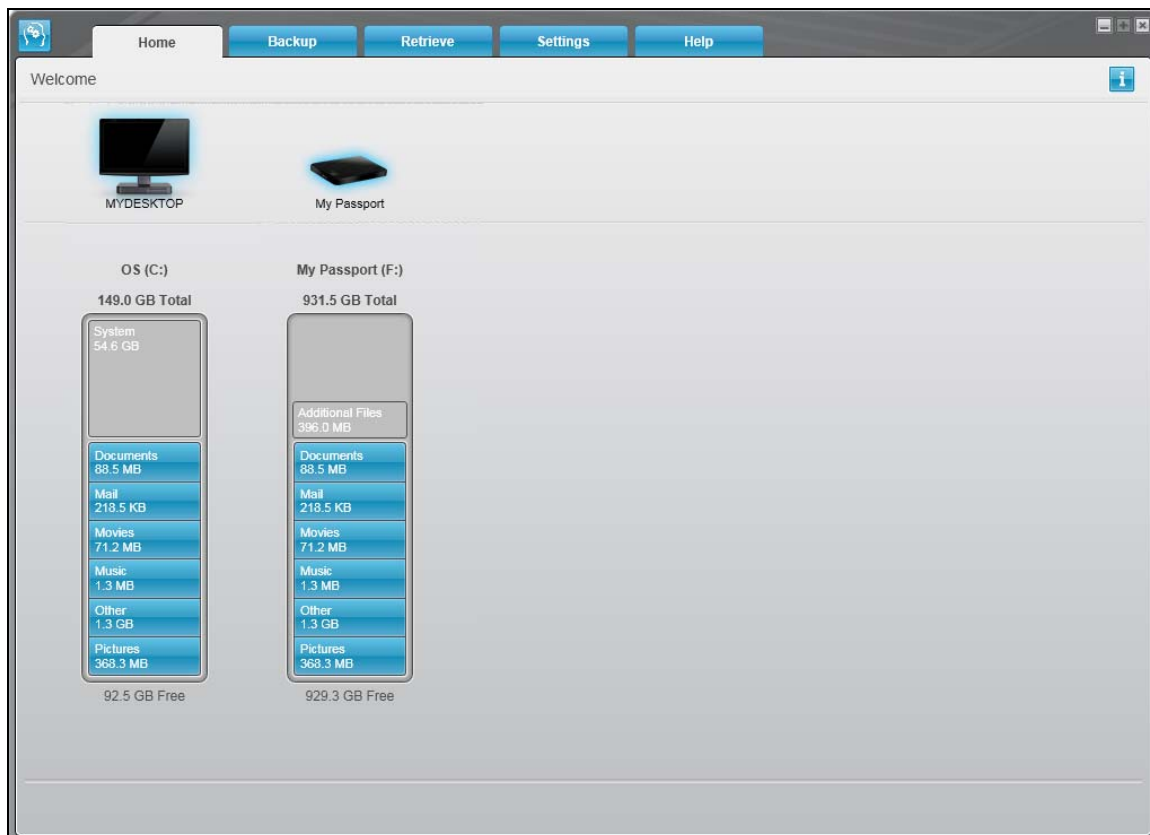 Home
Backup
Retrieve
Settings
Help
Welcome
i
MYDESKTOP
My Passport
OS (C:)
149.0 GB Total
System
54.6 GB
Documents
88.5 MB
Mail
218.5 KB
Movies
71.2 MB
Music
1.3 MB
Other
1.3 GB
Pictures
368.3 MB
92.5 GB Free
My Passport (F:)
931.5 GB Total
Additional Files
396.0 MB
Documents
88.5 MB
Mail
218.5 KB
Movies
71.2 MB
Music
1.3 MB
Other
1.3 GB
Pictures
368.3 MB
929.3 GB Free